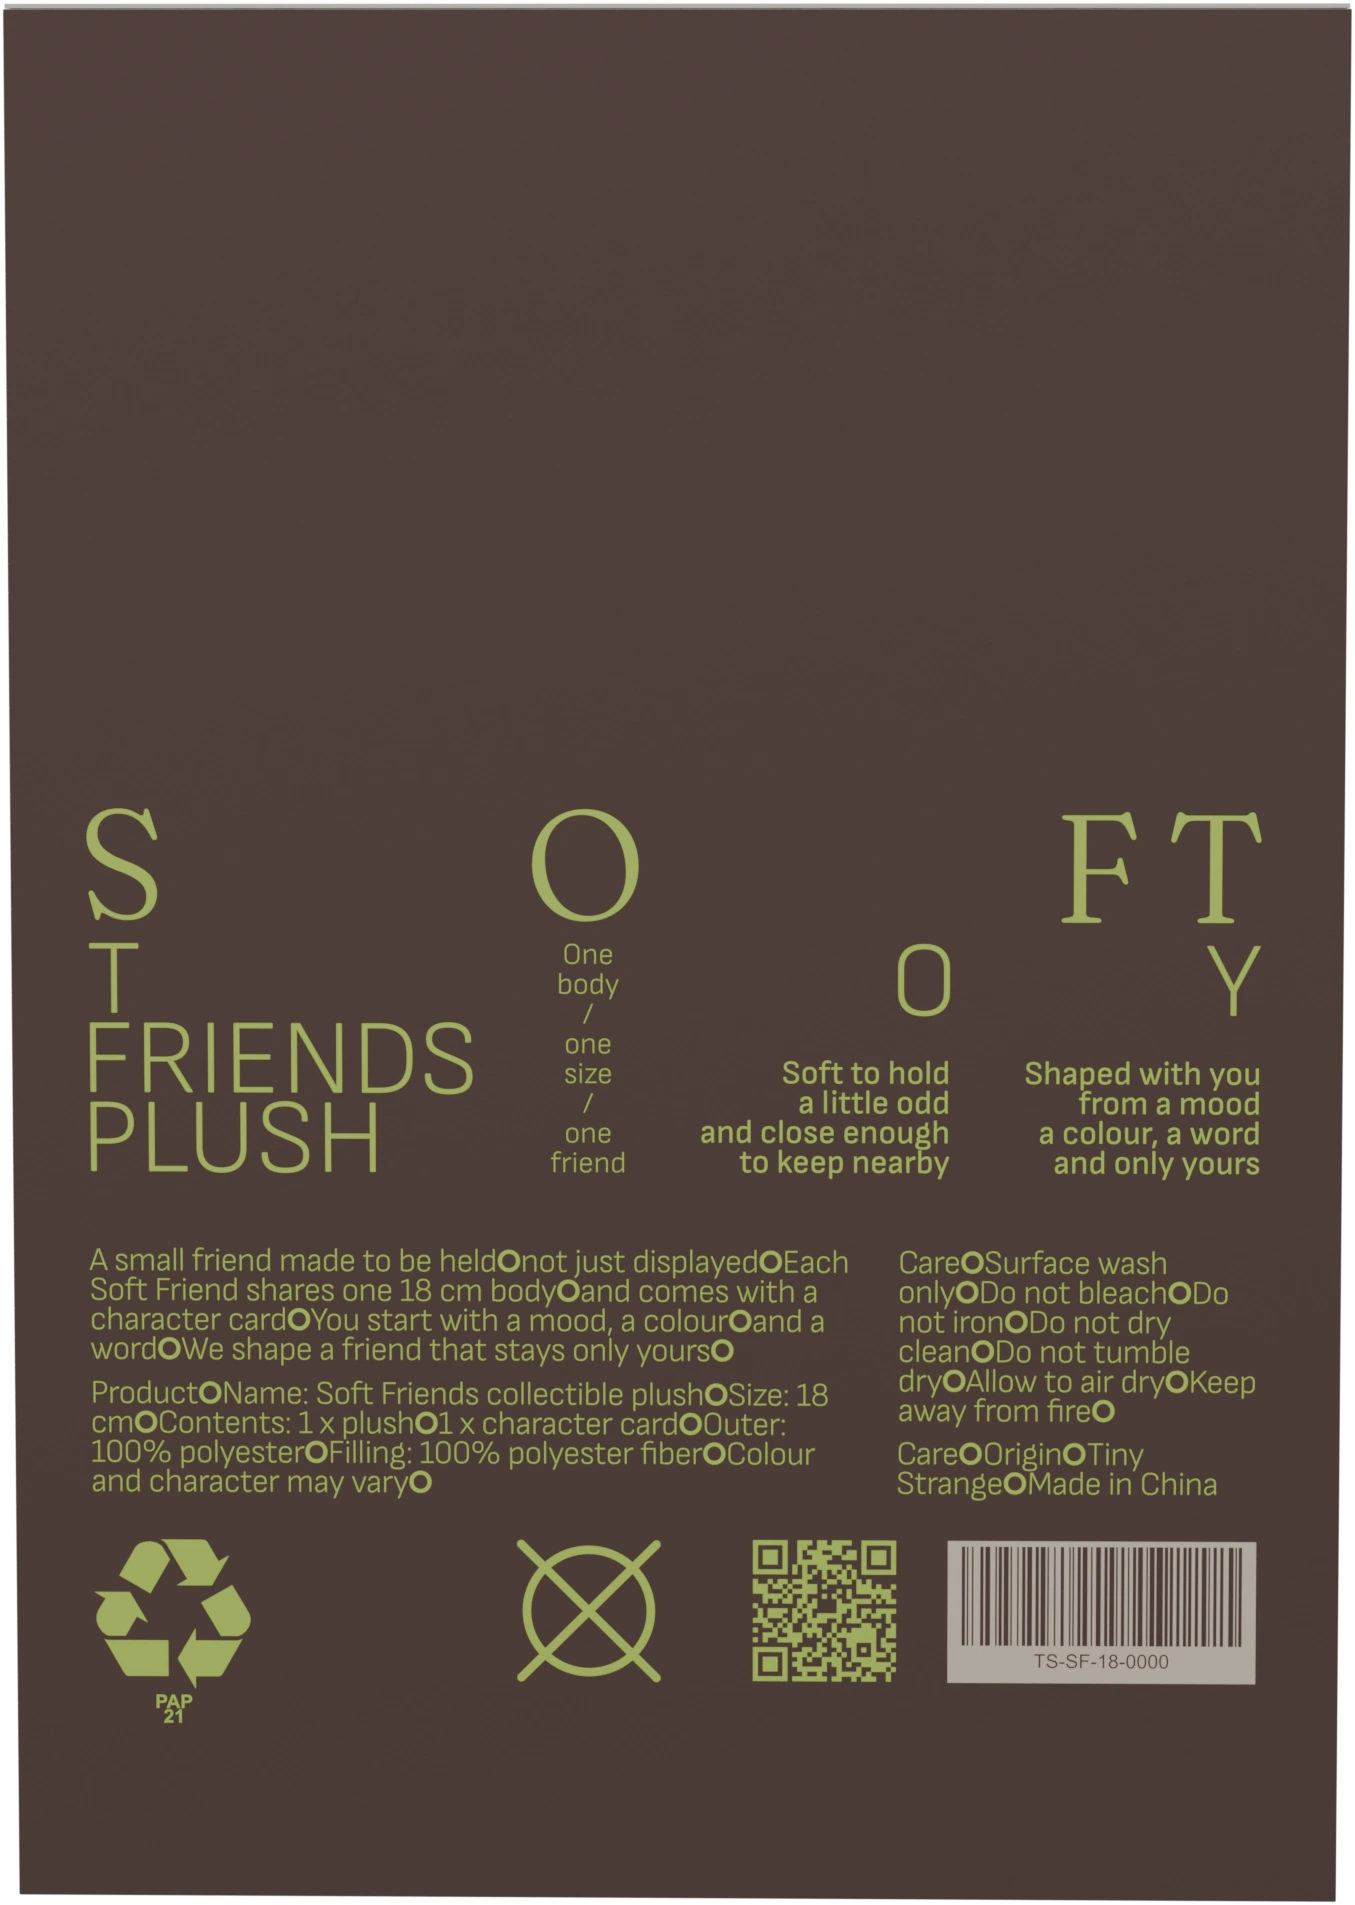 S O F T
T O Y
FRIENDS
PLUSH
One
body
/
one
size
/
one
friend
Soft to hold
a little odd
and close enough
to keep nearby
Shaped with you
from a mood
a colour, a word
and only yours
A small friend made to be heldOnot just displayedOEach
Soft Friend shares one 18 cm bodyOand comes with a
character cardOYou start with a mood, a colourOand a
wordOWe shape a friend that stays only yoursO
ProductOName: Soft Friends collectible plushOSize: 18
cmOContents: 1 x plushO1 x character cardOOuter:
100% polyesterOFilling: 100% polyester fiberOColour
and character may varyO
CareOSurface wash
onlyODo not bleachODo
not ironODo not dry
cleanODo not tumble
dryOAllow to air dryOKeep
away from fireO
CareOOriginOTiny
StrangeOMade in China
PAP
21
TS-SF-18-0000